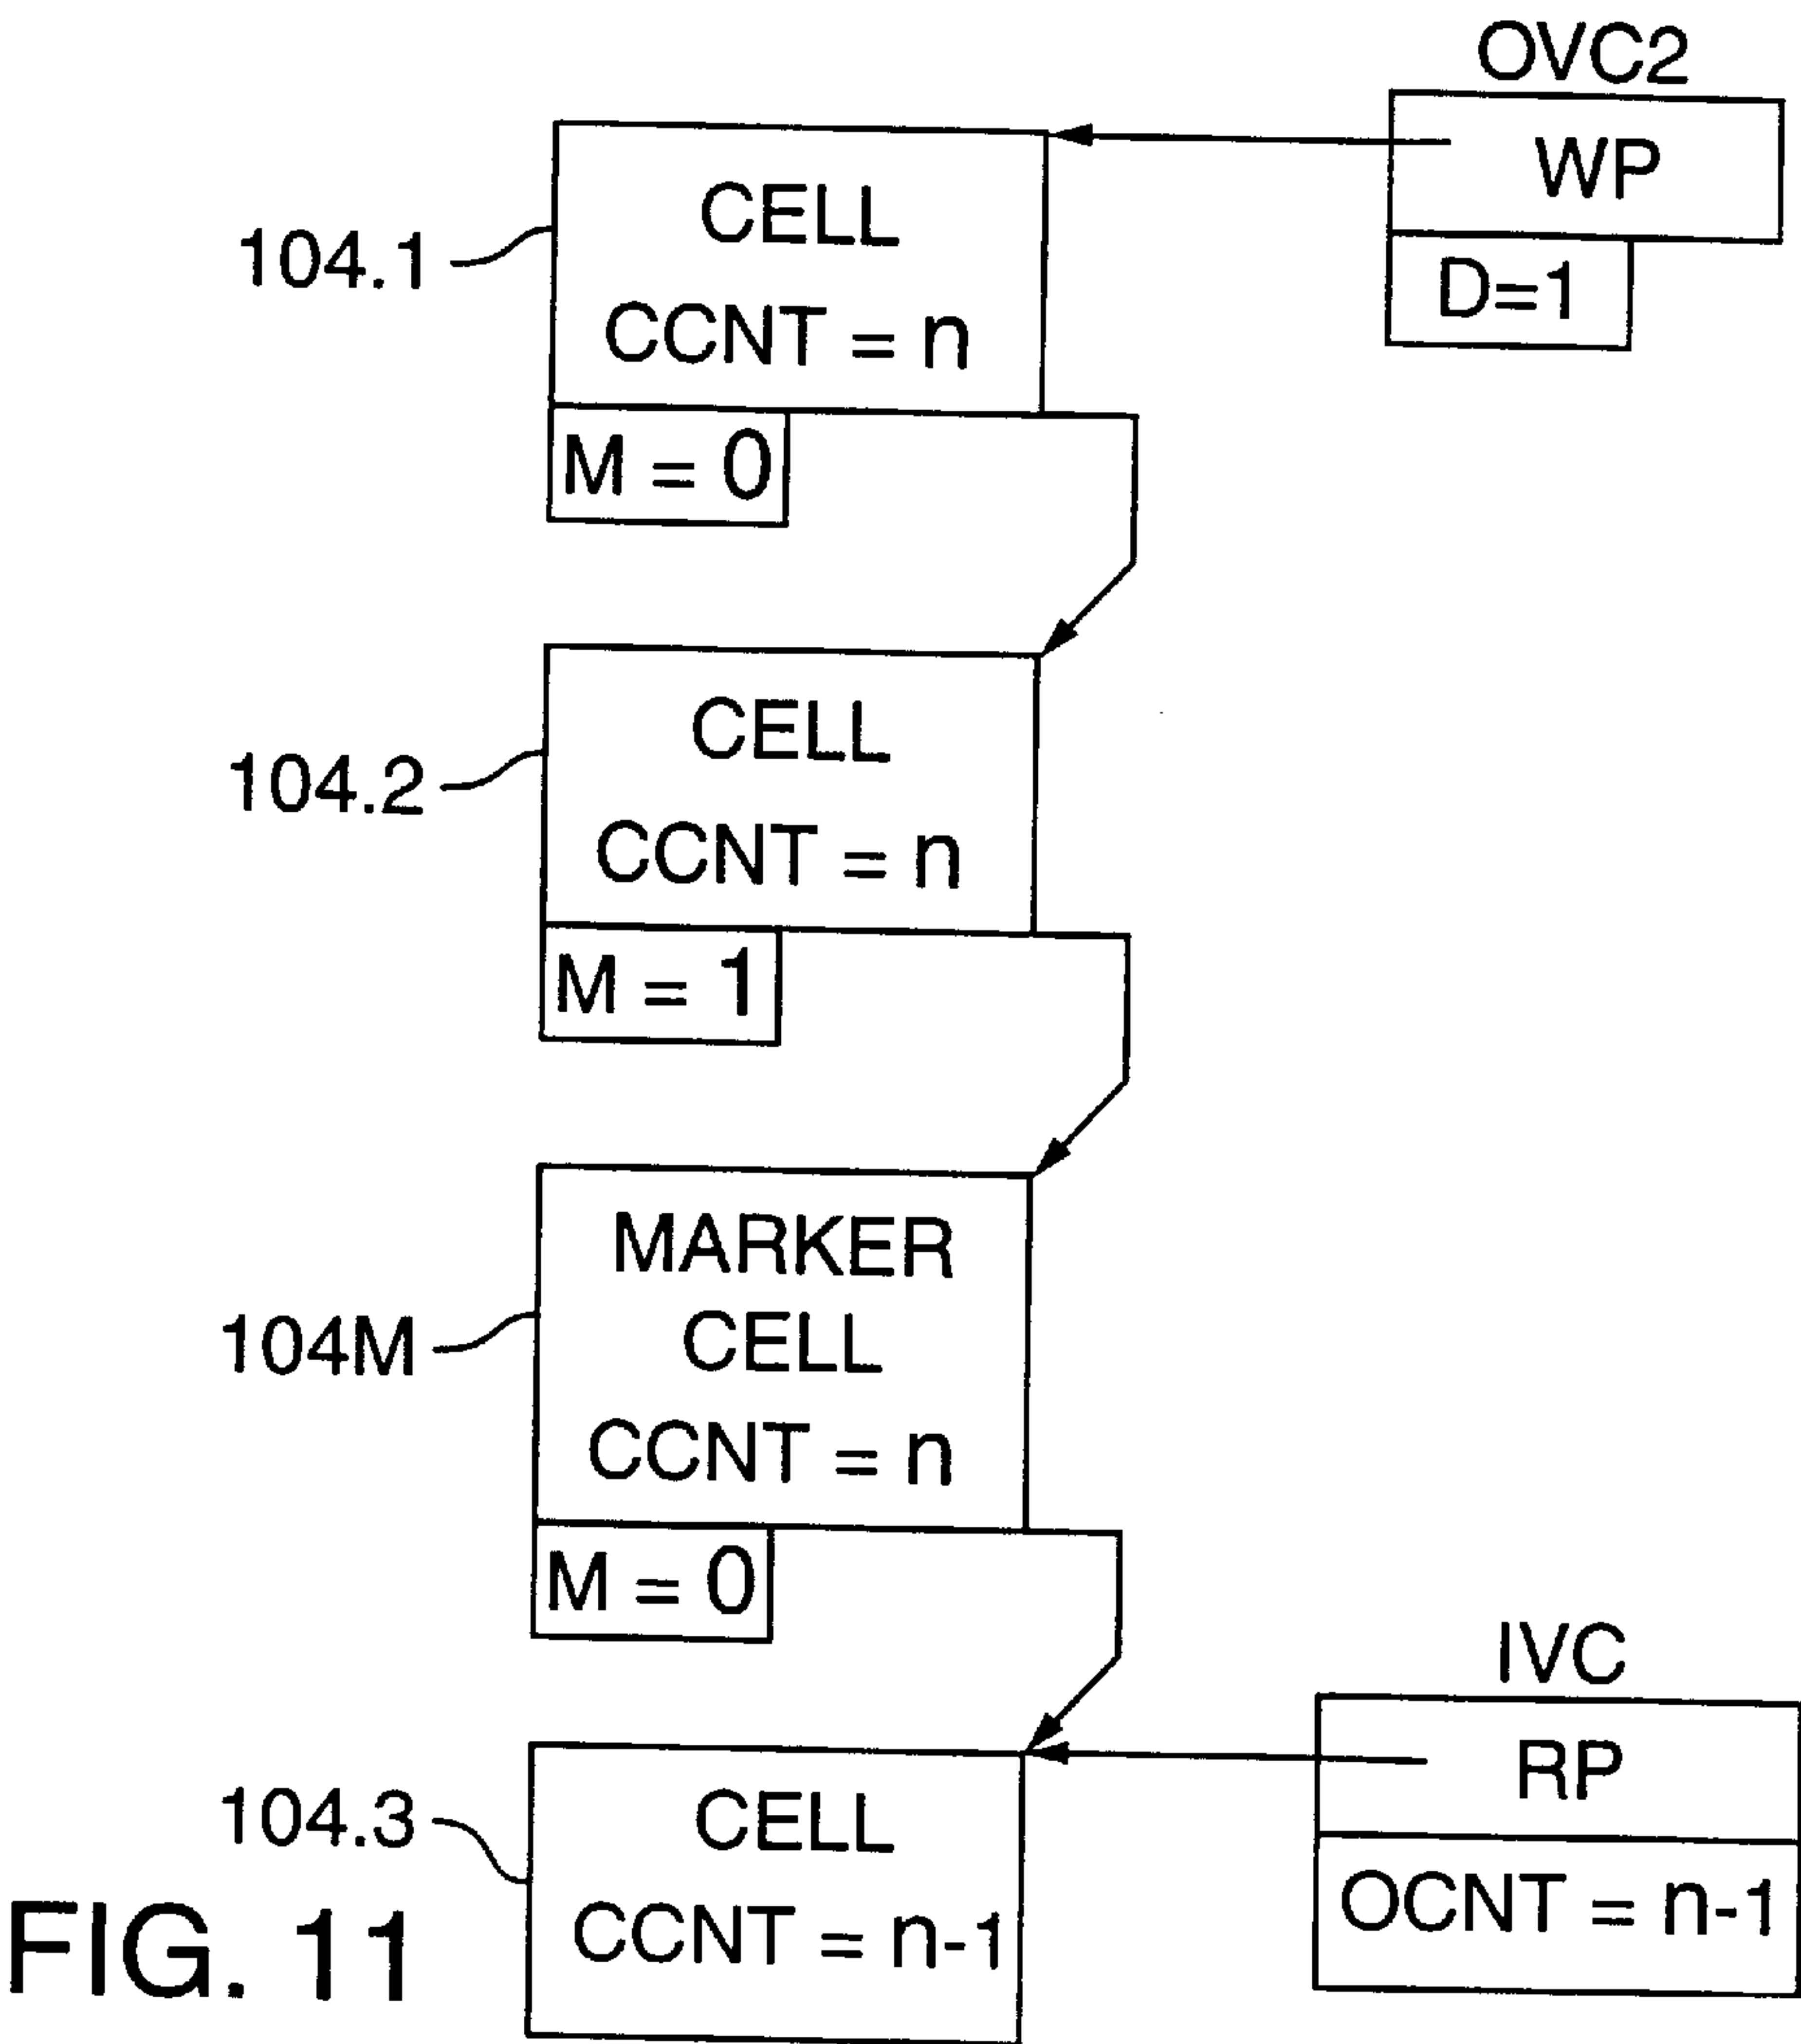 OVC2
WP
D=1
104.1
CELL
CCNT = n
M = 0
104.2
CELL
CCNT = n
M = 1
104M
MARKER
CELL
CCNT = n
M = 0
IVC
RP
OCNT = n-1
104.3
CELL
CCNT = n-1
FIG. 11